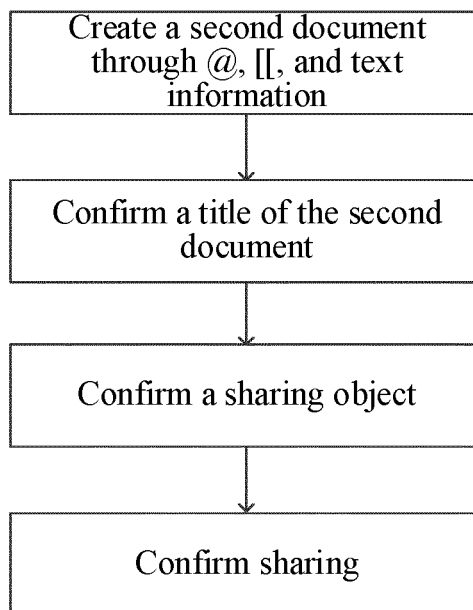 Create a second document
through @, [[, and text
information
Confirm a title of the second
document
Confirm a sharing object
Confirm sharing